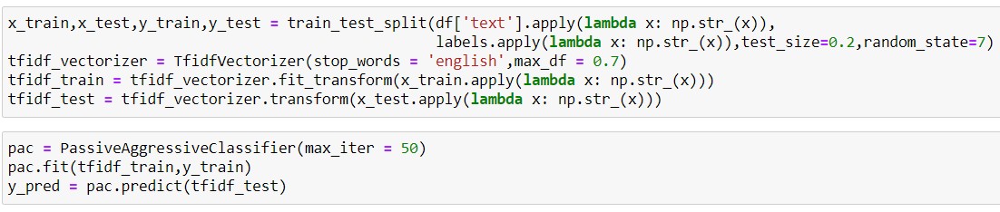 x_train,x_test,y_train,y_test = train_test_split(df['text'].apply(lambda x: np.str_(x)),
labels.apply(lambda x: np.str_(x)),test_size=0.2,random_state=7)
tfidf_vectorizer = TfidfVectorizer(stop_words = 'english',max_df = 0.7)
tfidf_train = tfidf_vectorizer.fit_transform(x_train.apply(lambda x: np.str_(x)))
tfidf_test = tfidf_vectorizer.transform(x_test.apply(lambda x: np.str_(x)))
pac = PassiveAggressiveClassifier(max_iter = 50)
pac.fit(tfidf_train,y_train)
y_pred = pac.predict(tfidf_test)